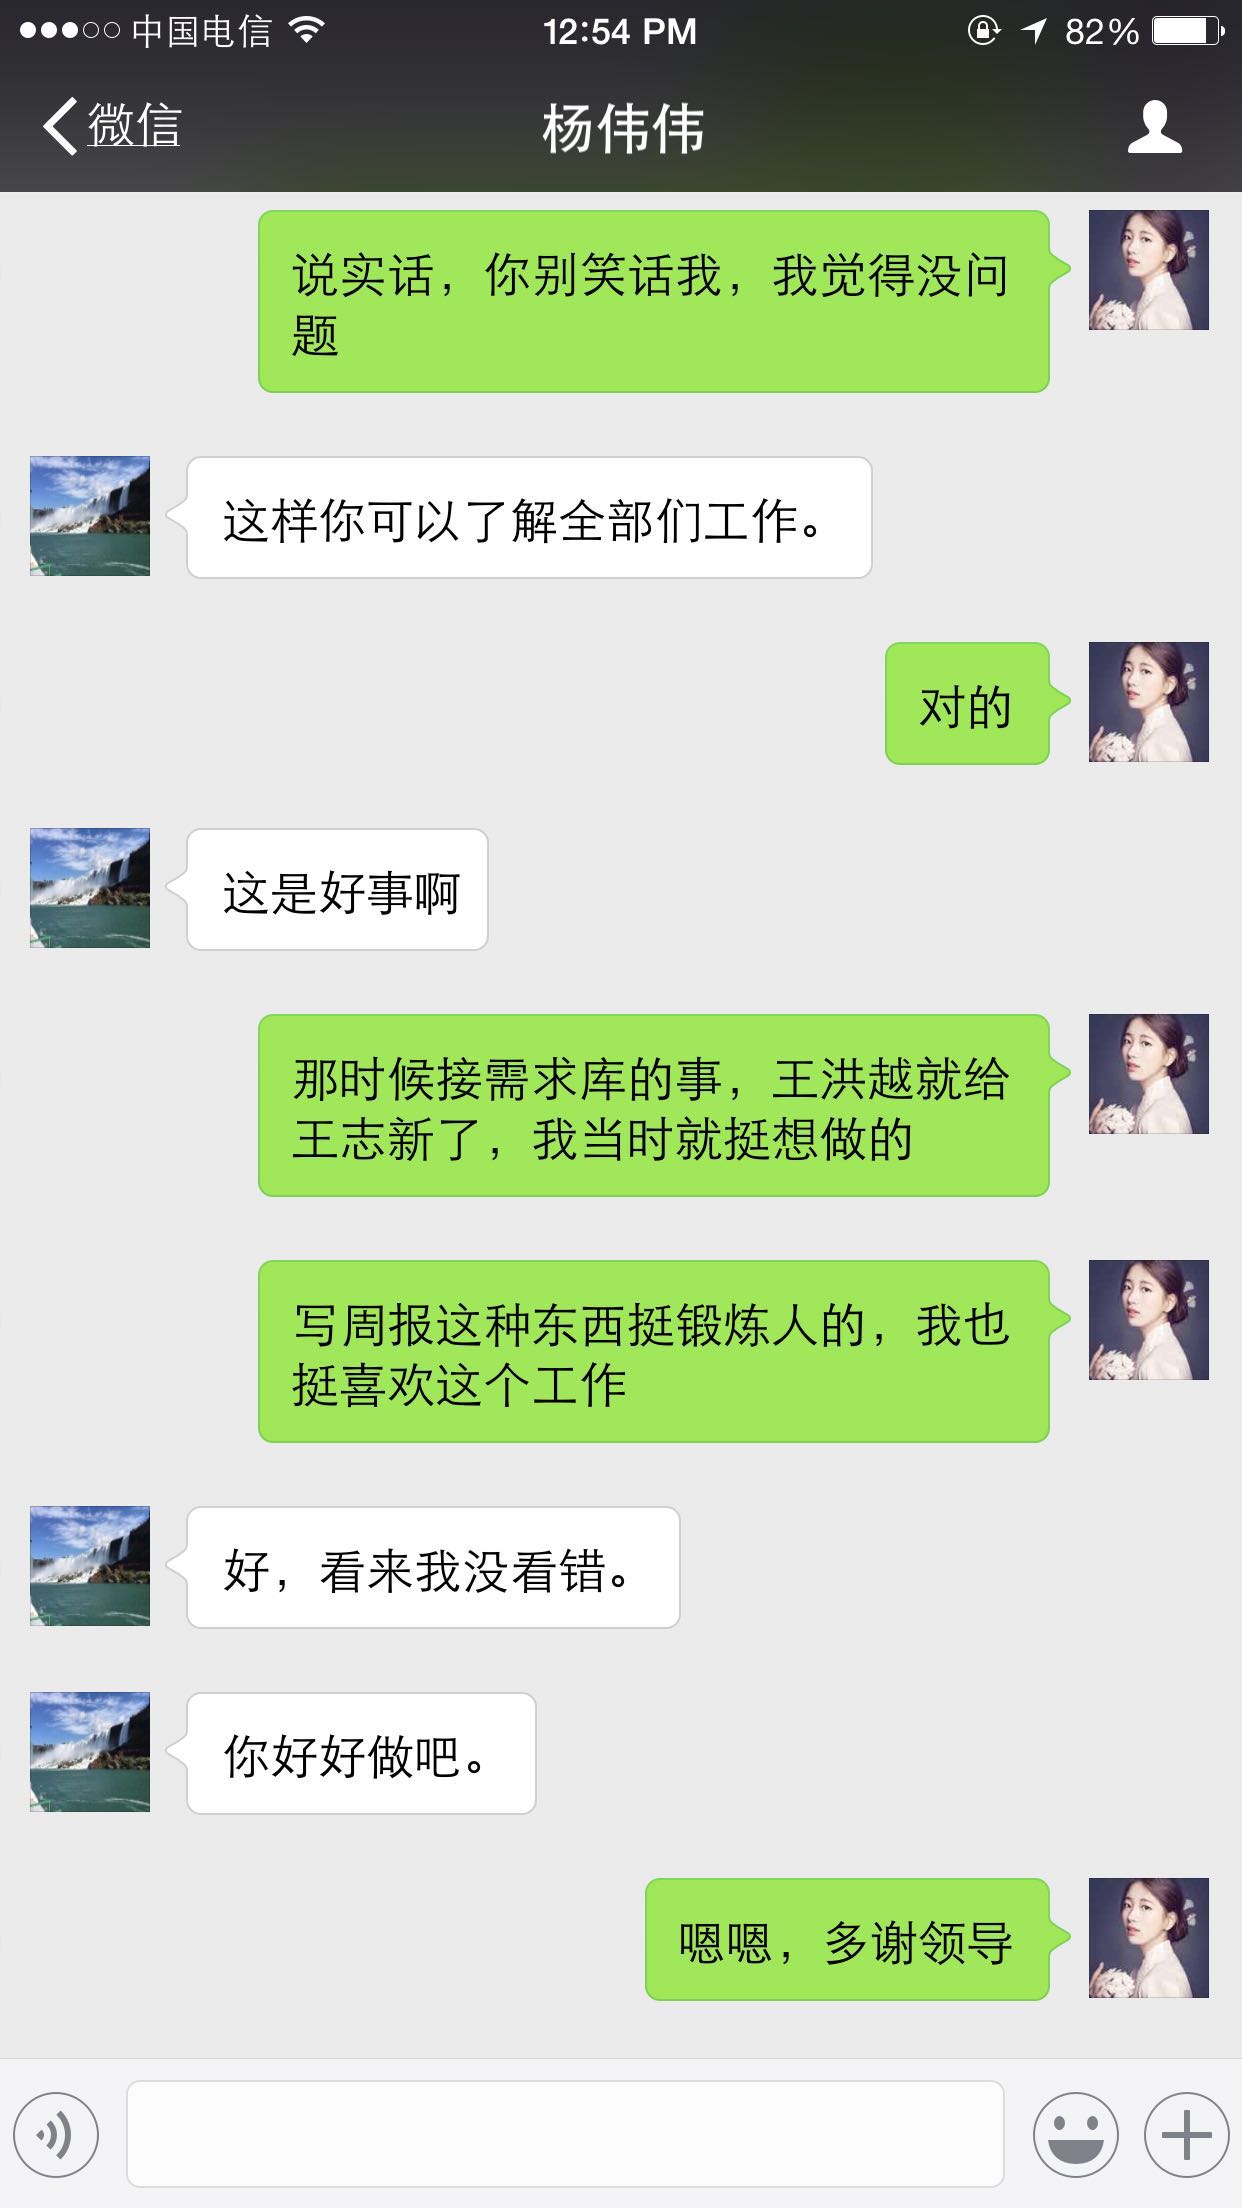 中国电信 12:54 PM 82%
微信 杨伟伟
说实话，你别笑话我，我觉得没问
题
这样你可以了解全部们工作。
对的
这是好事啊
那时候接需求库的事，王洪越就给
王志新了，我当时就挺想做的
写周报这种东西挺锻炼人的，我也
挺喜欢这个工作
好，看来我没看错。
你好好做吧。
嗯嗯，多谢领导